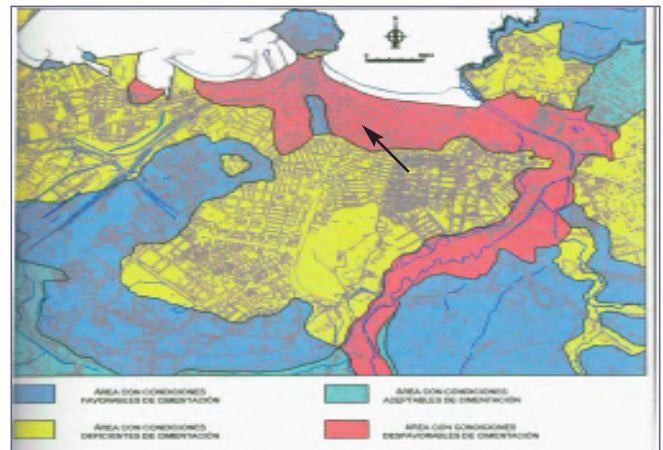 N
ÁREA CON CONDICIONES
FAVORABLES DE CIMENTACIÓN
ÁREA CON CONDICIONES
ACEPTABLES DE CIMENTACIÓN
ÁREA CON CONDICIONES
DEFICIENTES DE CIMENTACIÓN
ÁREA CON CONDICIONES
DESFAVORABLES DE CIMENTACIÓN